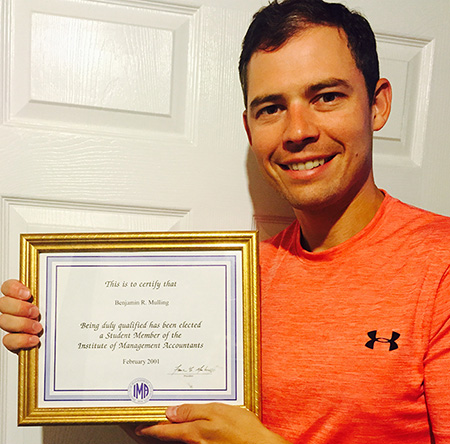 This is to certify that
Benjamin R. Mulling
Being duly qualified has been elected
a Student Member of the
Institute of Management Accountants
February 2001
IMA